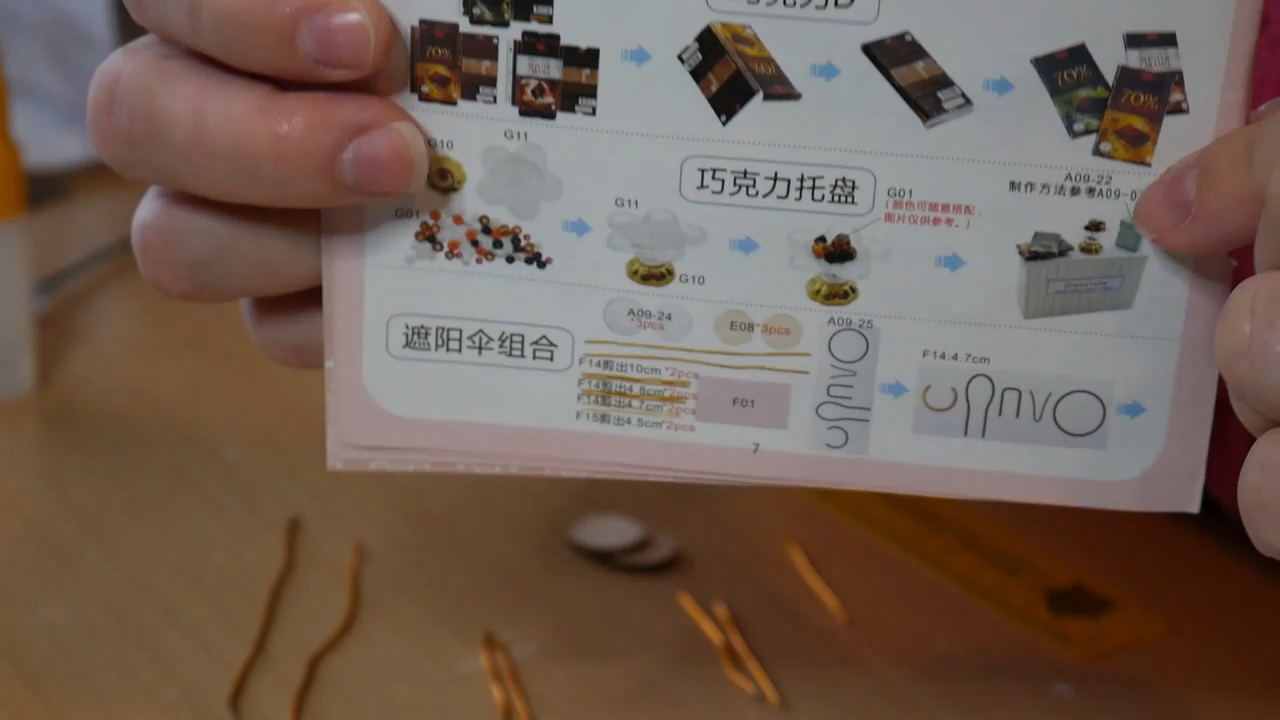 70%
70%
70%
70%
G10
G11
巧克力托盘
A09-22
制作方法参考A09-0
G01
G11
G10
G01
(颜色可随意搭配,
图片仅供参考。)
遮阳伞组合
A09-24
*3pcs
E08*3pcs
A09-25
F14剪出10cm *2pcs
F14剪出4.8cm*2pcs
F14剪出4.7cm*2pcs
F15剪出4.5cm*2pcs
F01
F14:4.7cm
7